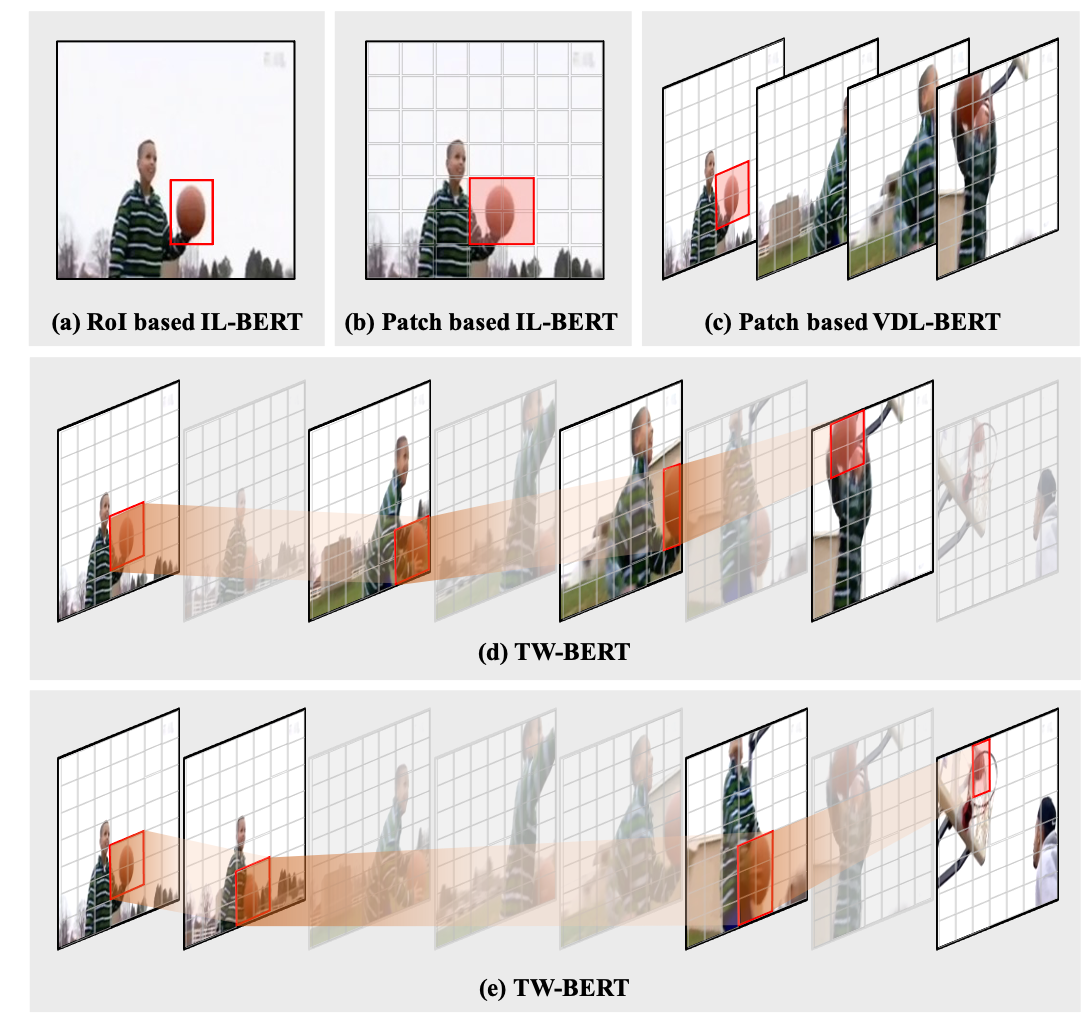 (a) RoI based IL-BERT
(b) Patch based IL-BERT
(c) Patch based VDL-BERT
(d) TW-BERT
(e) TW-BERT